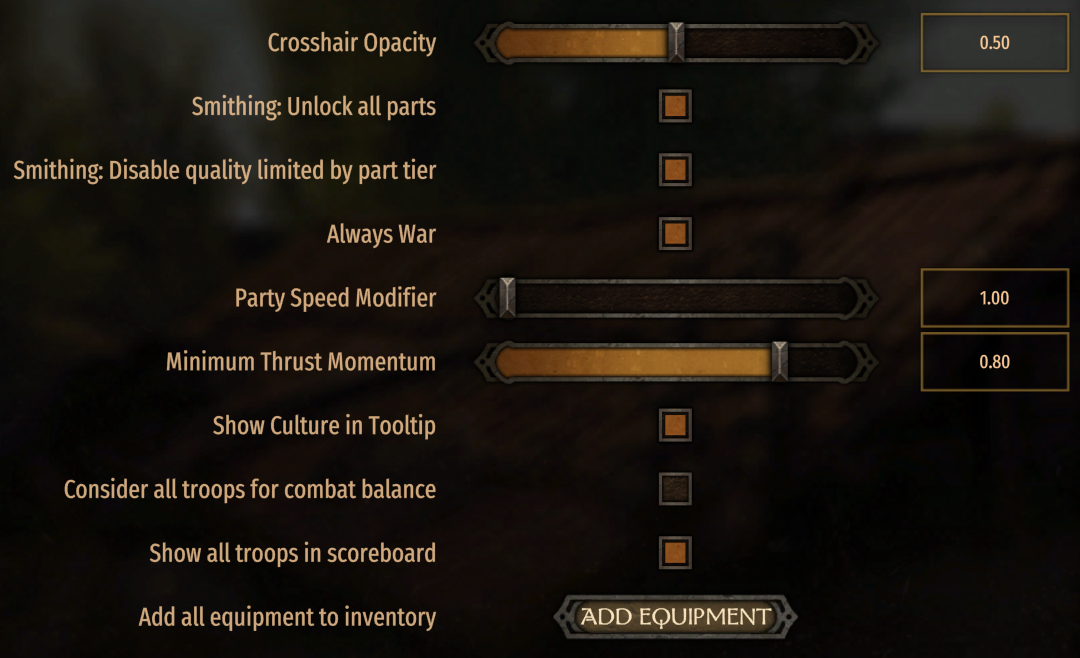 Crosshair Opacity 0.50
Smithing: Unlock all parts
Smithing: Disable quality limited by part tier
Always War
Party Speed Modifier 1.00
Minimum Thrust Momentum 0.80
Show Culture in Tooltip
Consider all troops for combat balance
Show all troops in scoreboard
Add all equipment to inventory ADD EQUIPMENT